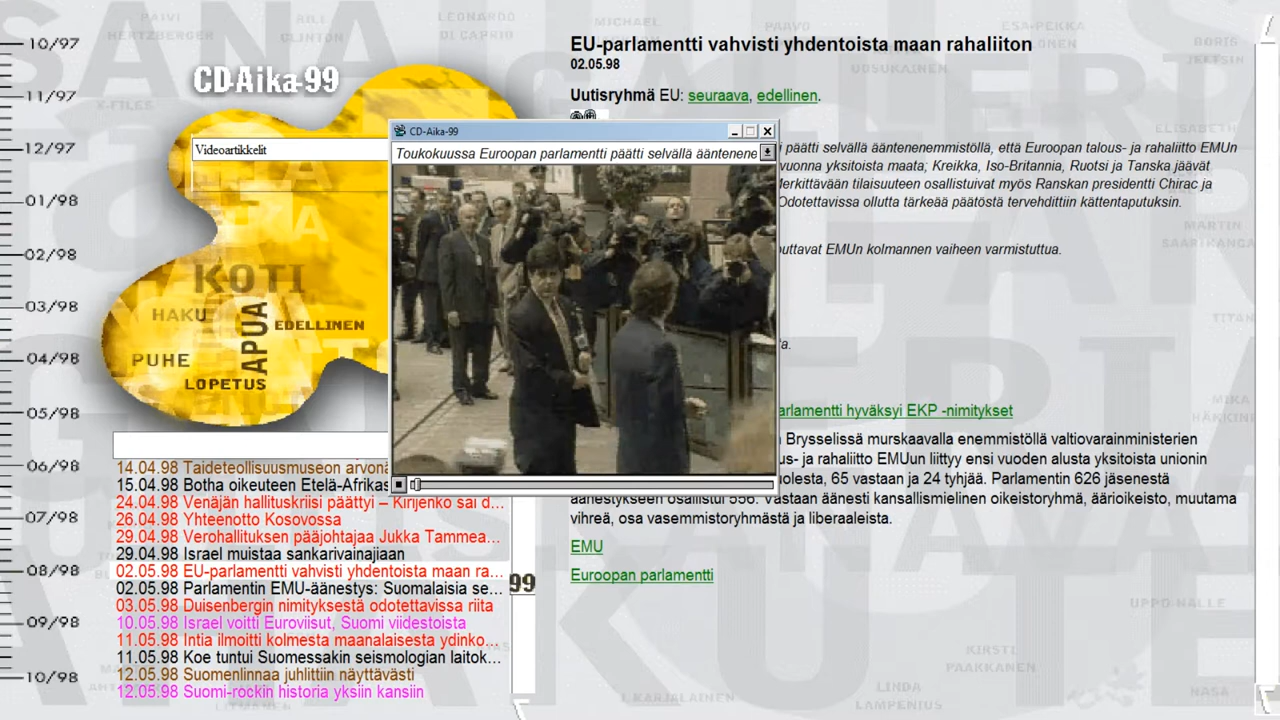 10/97
11/97
12/97
01/98
02/98
03/98
04/98
05/98
06/98
07/98
08/98
09/98
10/98
CD-Aika-99
Videoartikkelit
KOTI
HAKU
APUA
EDELLINEN
PUHE
LOPETUS
14.04.98 Taideteollisuusmuseon arvona
15.04.98 Botha oikeuteen Etelä-Afrikas
24.04.98 Venäjän hallituskriisi päättyi – Kirijenko sai d...
26.04.98 Yhteenotto Kosovossa
29.04.98 Verohallituksen pääjohtajaa Jukka Tammea...
29.04.98 Israel muistaa sankarivainajiaan
02.05.98 EU-parlamentti vahvisti yhdentoista maan ra...
02.05.98 Parlamentin EMU-äänestys: Suomalaisia se...
03.05.98 Duisenbergin nimityksestä odotettavissa riita
10.05.98 Israel voitti Euroviisut, Suomi viidestoista
11.05.98 Intia ilmoitti kolmesta maanalaisesta ydinko...
11.05.98 Koe tuntui Suomessakin seismologian laitok...
12.05.98 Suomenlinnaa juhlittiin näyttävästi
12.05.98 Suomi-rockin historia yksiin kansiin
99
CD-Aika-99
Toukokuussa Euroopan parlamentti päätti selvällä ääntenene
EU-parlamentti vahvisti yhdentoista maan rahaliiton
02.05.98
Uutisryhmä EU: seuraava, edellinen.
i päätti selvällä ääntenenemmistöllä, että Euroopan talous- ja rahaliitto EMUn
vuonna yksitoista maata; Kreikka, Iso-Britannia, Ruotsi ja Tanska jäävät
Merkittävään tilaisuuteen osallistuivat myös Ranskan presidentti Chirac ja
Odotettavissa ollutta tärkeää päätöstä tervehdittiin kättentaputuksin.
puttavat EMUn kolmannen vaiheen varmistuttua.
a.
arlamentti hyväksyi EKP -nimitykset
Brysselissä murskaavalla enemmistöllä valtiovarainministerien
us- ja rahaliitto EMUun liittyy ensi vuoden alusta yksitoista unionin
uolesta, 65 vastaan ja 24 tyhjää. Parlamentin 626 jäsenestä
äänestykseen osallistui 556. Vastaan äänesti kansallismielinen oikeistoryhmä, äärioikeisto, muutama
vihreä, osa vasemmistoryhmästä ja liberaaleista.
EMU
Euroopan parlamentti